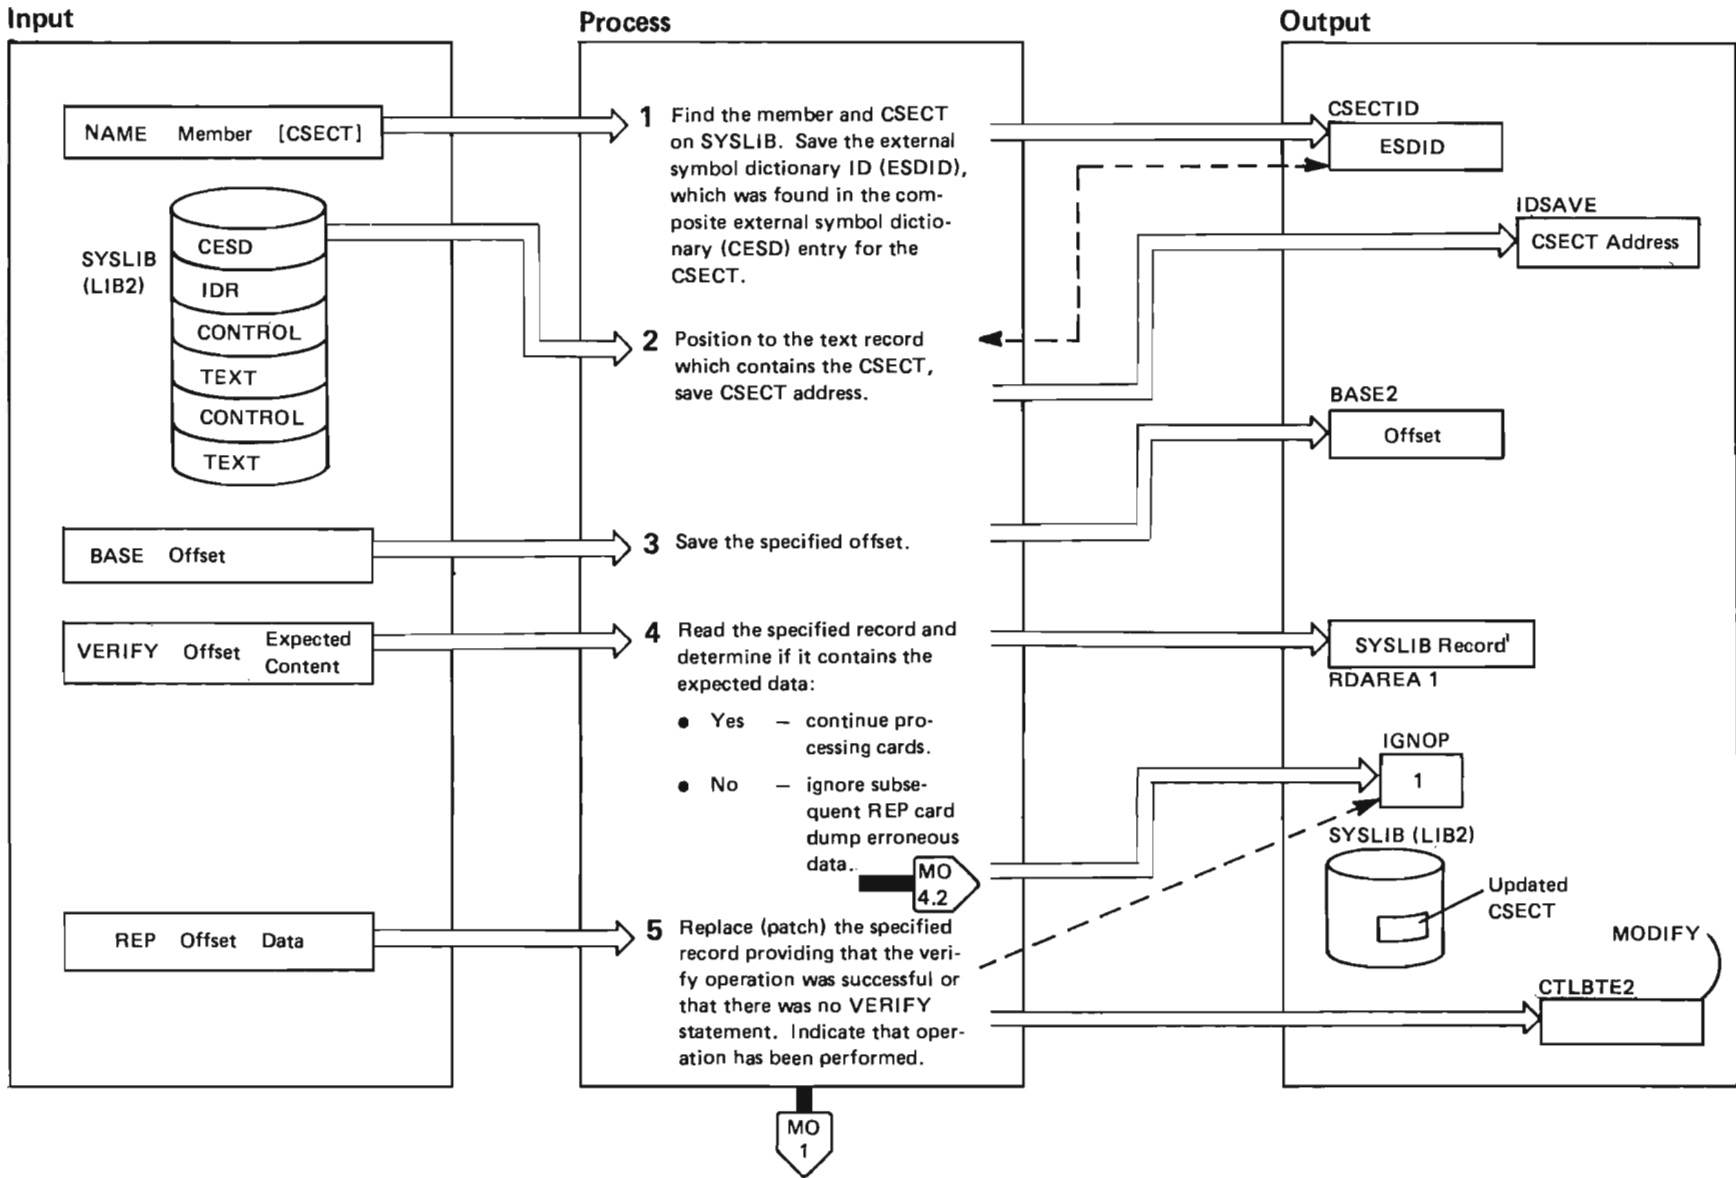 Input
Process
Output
NAME Member [CSECT]
SYSLIB
(LIB2)
CESD
IDR
CONTROL
TEXT
CONTROL
TEXT
BASE Offset
VERIFY Offset Expected
Content
REP Offset Data
1 Find the member and CSECT
on SYSLIB. Save the external
symbol dictionary ID (ESDID),
which was found in the com-
posite external symbol dictio-
nary (CESD) entry for the
CSECT.
2 Position to the text record
which contains the CSECT,
save CSECT address.
3 Save the specified offset.
4 Read the specified record and
determine if it contains the
expected data:
● Yes – continue pro-
cessing cards.
● No – ignore subse-
quent REP card
dump erroneous
data.
MO
4.2
5 Replace (patch) the specified
record providing that the veri-
fy operation was successful or
that there was no VERIFY
statement. Indicate that oper-
ation has been performed.
MO
1
CSECTID
ESDID
IDSAVE
CSECT Address
BASE2
Offset
SYSLIB Record¹
RDAREA 1
IGNOP
1
SYSLIB (LIB2)
Updated
CSECT
MODIFY
CTLBTE2